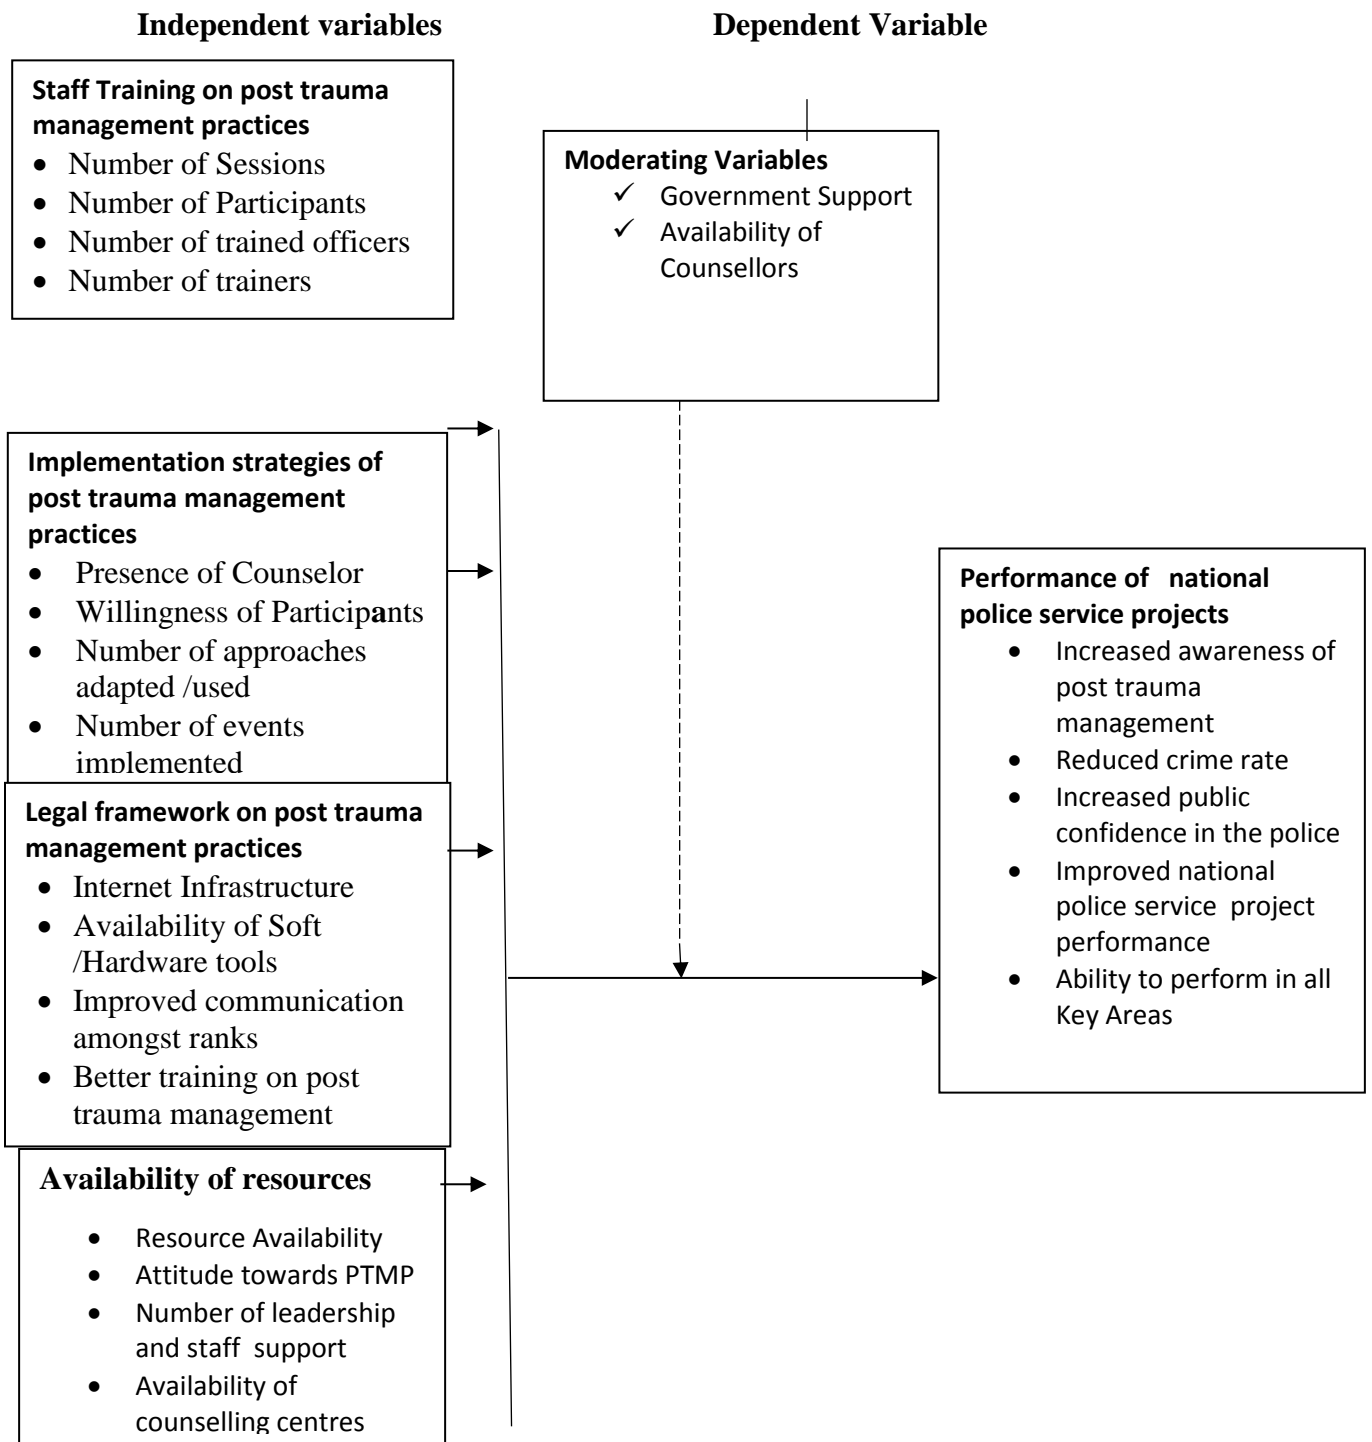 Independent variables
Dependent Variable
Staff Training on post trauma
management practices
• Number of Sessions
• Number of Participants
• Number of trained officers
• Number of trainers
Moderating Variables
✓ Government Support
✓ Availability of
Counsellors
Implementation strategies of
post trauma management
practices
• Presence of Counselor
• Willingness of Participants
• Number of approaches
adapted /used
• Number of events
implemented
Legal framework on post trauma
management practices
• Internet Infrastructure
• Availability of Soft
/Hardware tools
• Improved communication
amongst ranks
• Better training on post
trauma management
Availability of resources
• Resource Availability
• Attitude towards PTMP
• Number of leadership
and staff support
• Availability of
counselling centres
Performance of national
police service projects
• Increased awareness of
post trauma
management
• Reduced crime rate
• Increased public
confidence in the police
• Improved national
police service project
performance
• Ability to perform in all
Key Areas